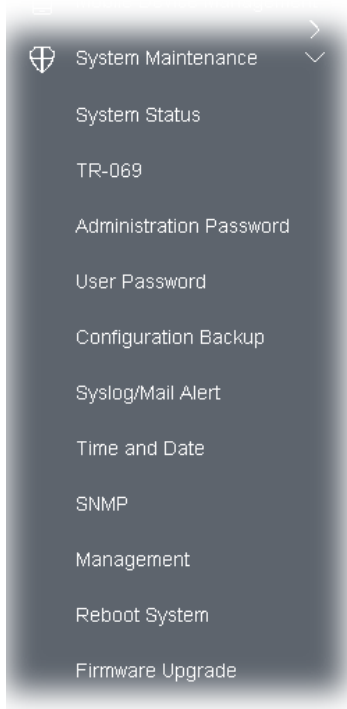 System Maintenance
System Status
TR-069
Administration Password
User Password
Configuration Backup
Syslog/Mail Alert
Time and Date
SNMP
Management
Reboot System
Firmware Upgrade